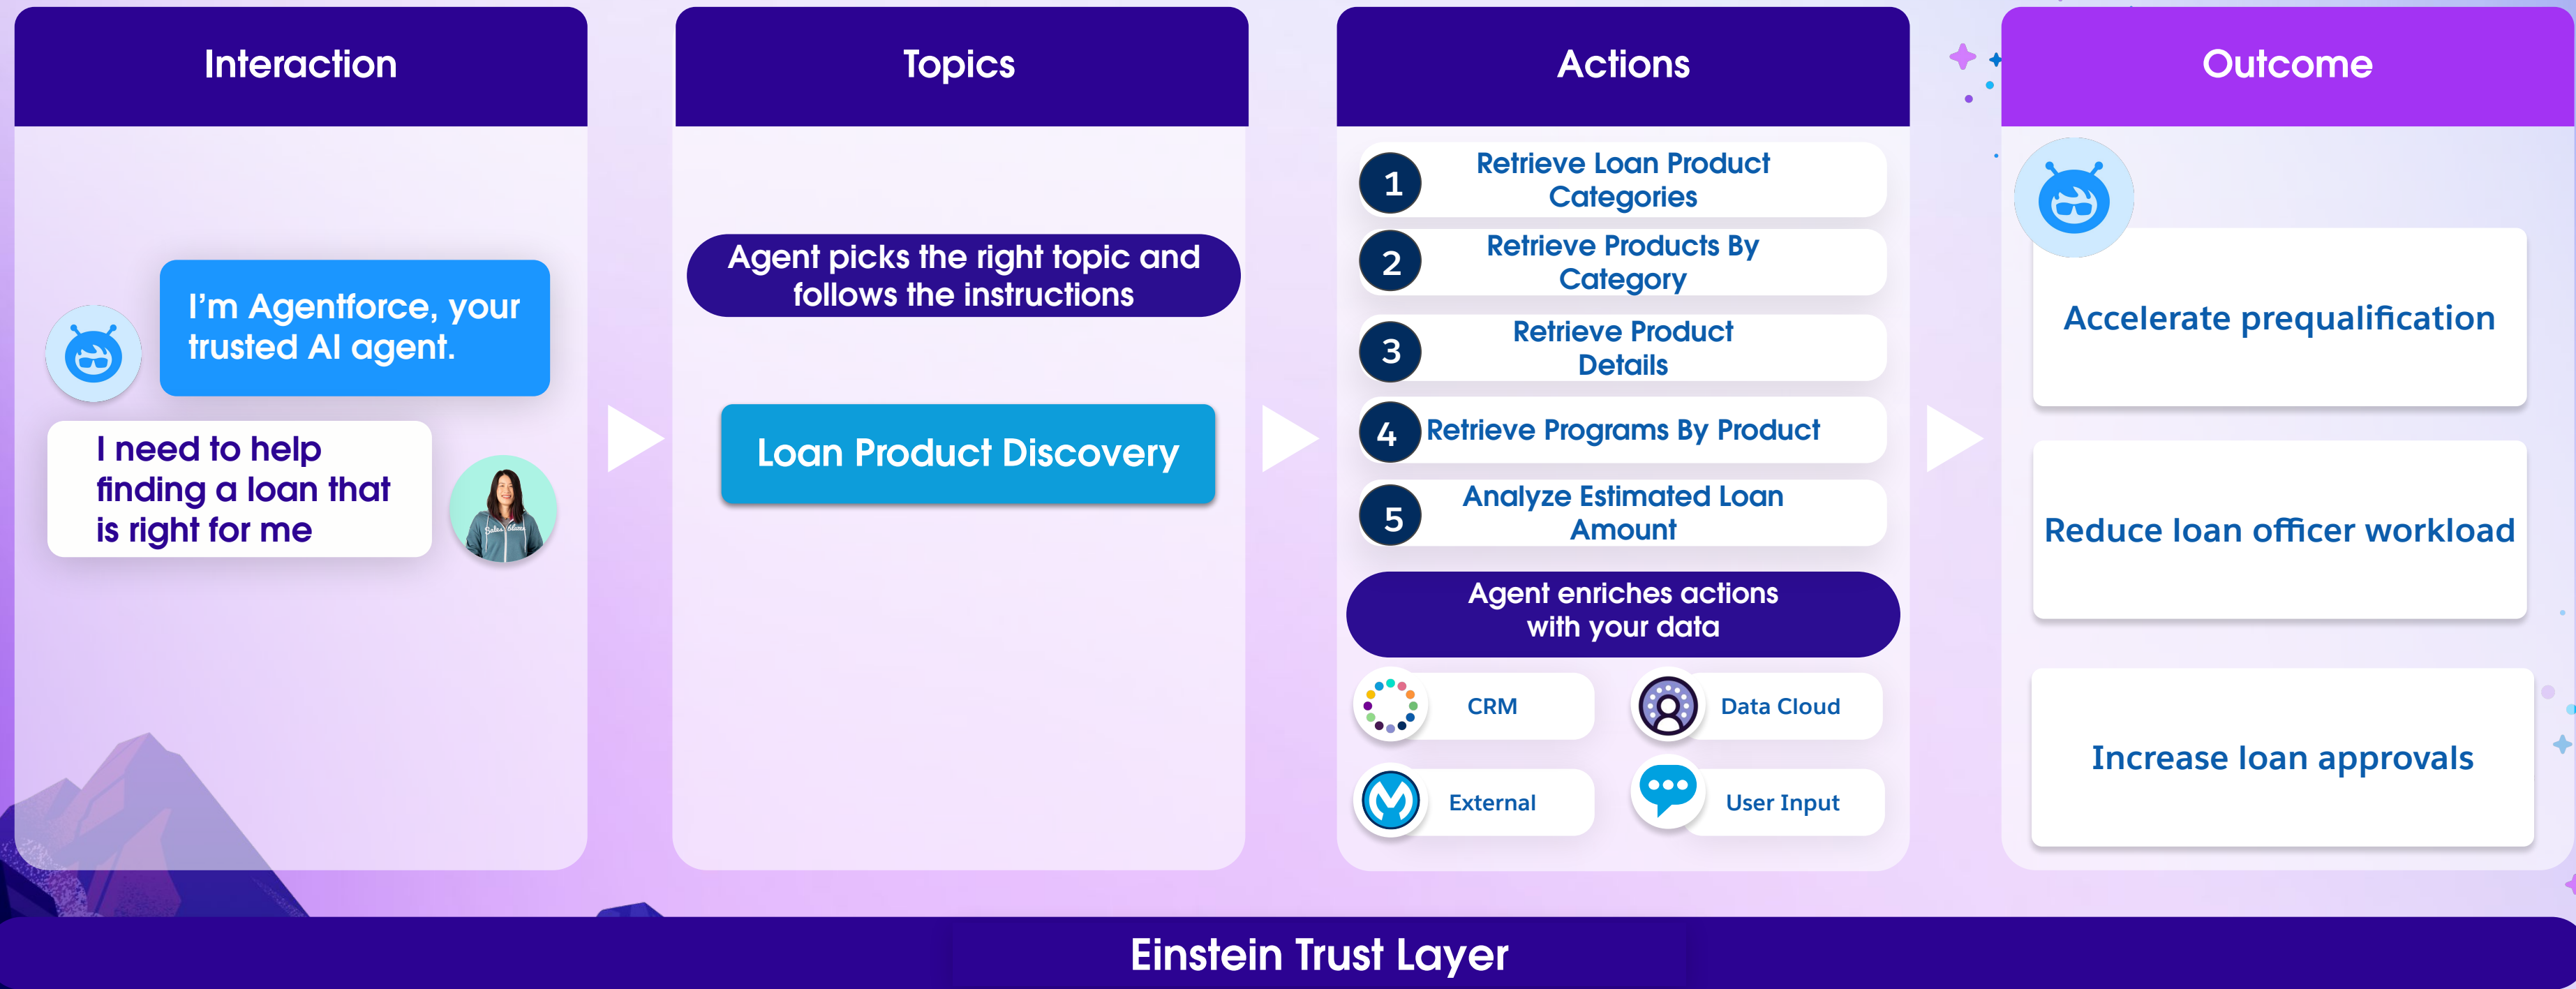 Interaction
I’m Agentforce, your
trusted AI agent.
I need to help
finding a loan that
is right for me
Topics
Agent picks the right topic and
follows the instructions
Loan Product Discovery
Actions
1
Retrieve Loan Product
Categories
2
Retrieve Products By
Category
3
Retrieve Product
Details
4
Retrieve Programs By Product
5
Analyze Estimated Loan
Amount
Agent enriches actions
with your data
CRM
Data Cloud
External
User Input
Outcome
Accelerate prequalification
Reduce loan officer workload
Increase loan approvals
Einstein Trust Layer